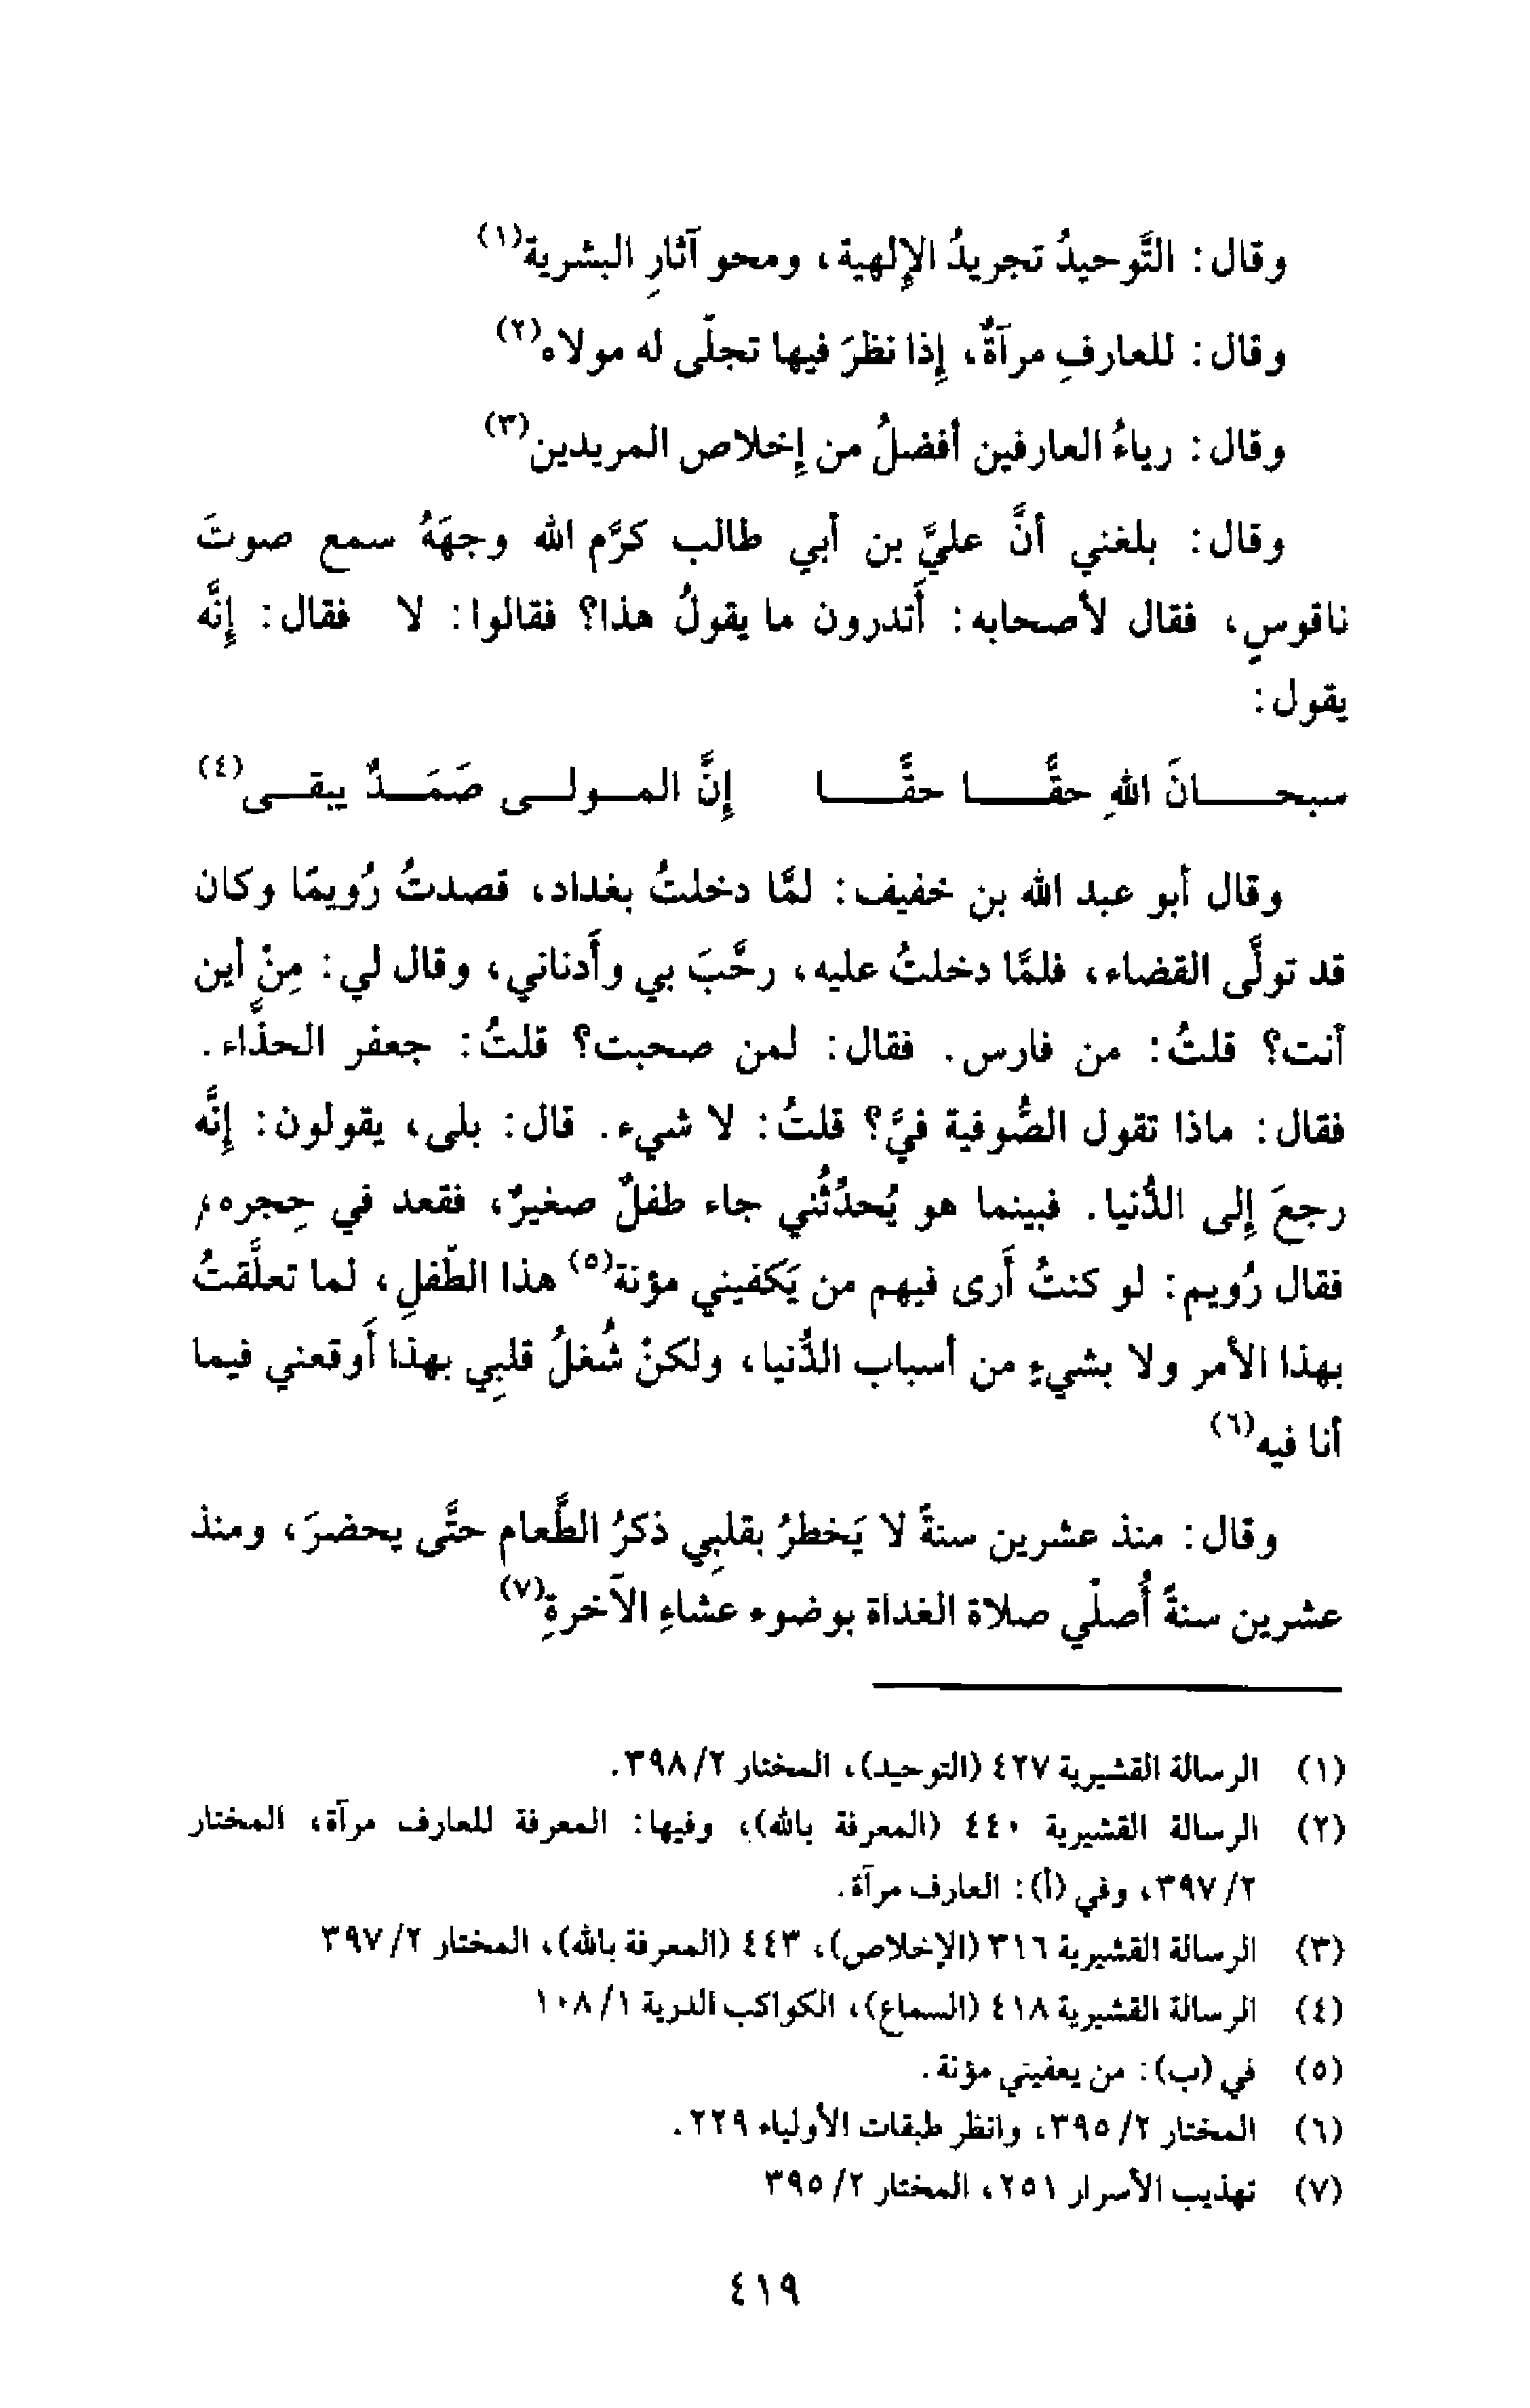 وقال: التَّوحيدُ تجريدُ الإلهية، ومحو آثارِ البشرية(١)
وقال: للعارفِ مرآةٌ، إذا نظرَ فيها تجلّى له مولاه(٢)
وقال: رياءُ العارفين أفضلُ من إخلاص المريدين(٣)
وقال: بلغني أنَّ عليَّ بن أبي طالب كرَّم الله وجهَهُ سمع صوتَ
ناقوسٍ، فقال لأصحابه: أَتدرون ما يقولُ هذا؟ فقالوا: لا فقال: إنَّه
يقول:
سبحـــانَ اللهِ حقَّـــا حقَّـــا إنَّ المـولـى صَمَـدٌ يبقـى(٤)
وقال أبو عبد الله بن خفيف: لمَّا دخلتُ بغداد، قصدتُ رُويمًا وكان
قد تولَّى القضاء، فلمَّا دخلتُ عليه، رحَّبَ بي وأَدناني، وقال لي: مِنْ أين
أنت؟ قلتُ: من فارس. فقال: لمن صحبت؟ قلتُ: جعفر الحذَّاء.
فقال: ماذا تقول الصُّوفية فيَّ؟ قلتُ: لا شيء. قال: بلى، يقولون: إنَّه
رجعَ إلى الدُّنيا. فبينما هو يُحدُثُني جاء طفلٌ صغيرٌ، فقعد في حِجره،
فقال رُويم: لو كنتُ أَرى فيهم من يَكفيني مؤنة(٥) هذا الطّفلِ، لما تعلَّقتُ
بهذا الأمر ولا بشيءٍ من أسباب الدُّنيا، ولكنْ شُغلُ قلبِي بهذا أَوقعني فيما
أنا فيه(٦)
وقال: منذ عشرين سنةً لا يَخطرُ بقلبِي ذكرُ الطَّعام حتَّى يحضرَ، ومنذ
عشرين سنةً أُصلّي صلاة الغداة بوضوء عشاءِ الآخرةِ(٧)
(١) الرسالة القشيرية ٤٢٧ (التوحيد)، المختار ٢/ ٣٩٨.
(٢) الرسالة القشيرية ٤٤٠ (المعرفة بالله)، وفيها: المعرفة للعارف مرآة، المختار
٢/ ٣٩٧، وفي (أ): العارف مرآة.
(٣) الرسالة القشيرية ٣١٦ (الإخلاص)، ٤٤٣ (المعرفة بالله)، المختار ٢/ ٣٩٧
(٤) الرسالة القشيرية ٤١٨ (السماع)، الكواكب الدرية ١/ ١٠٨
(٥) في (ب): من يعفيني مؤنة.
(٦) المختار ٢/ ٣٩٥، وانظر طبقات الأولياء ٢٢٩.
(٧) تهذيب الأسرار ٢٥١، المختار ٢/ ٣٩٥
٤١٩